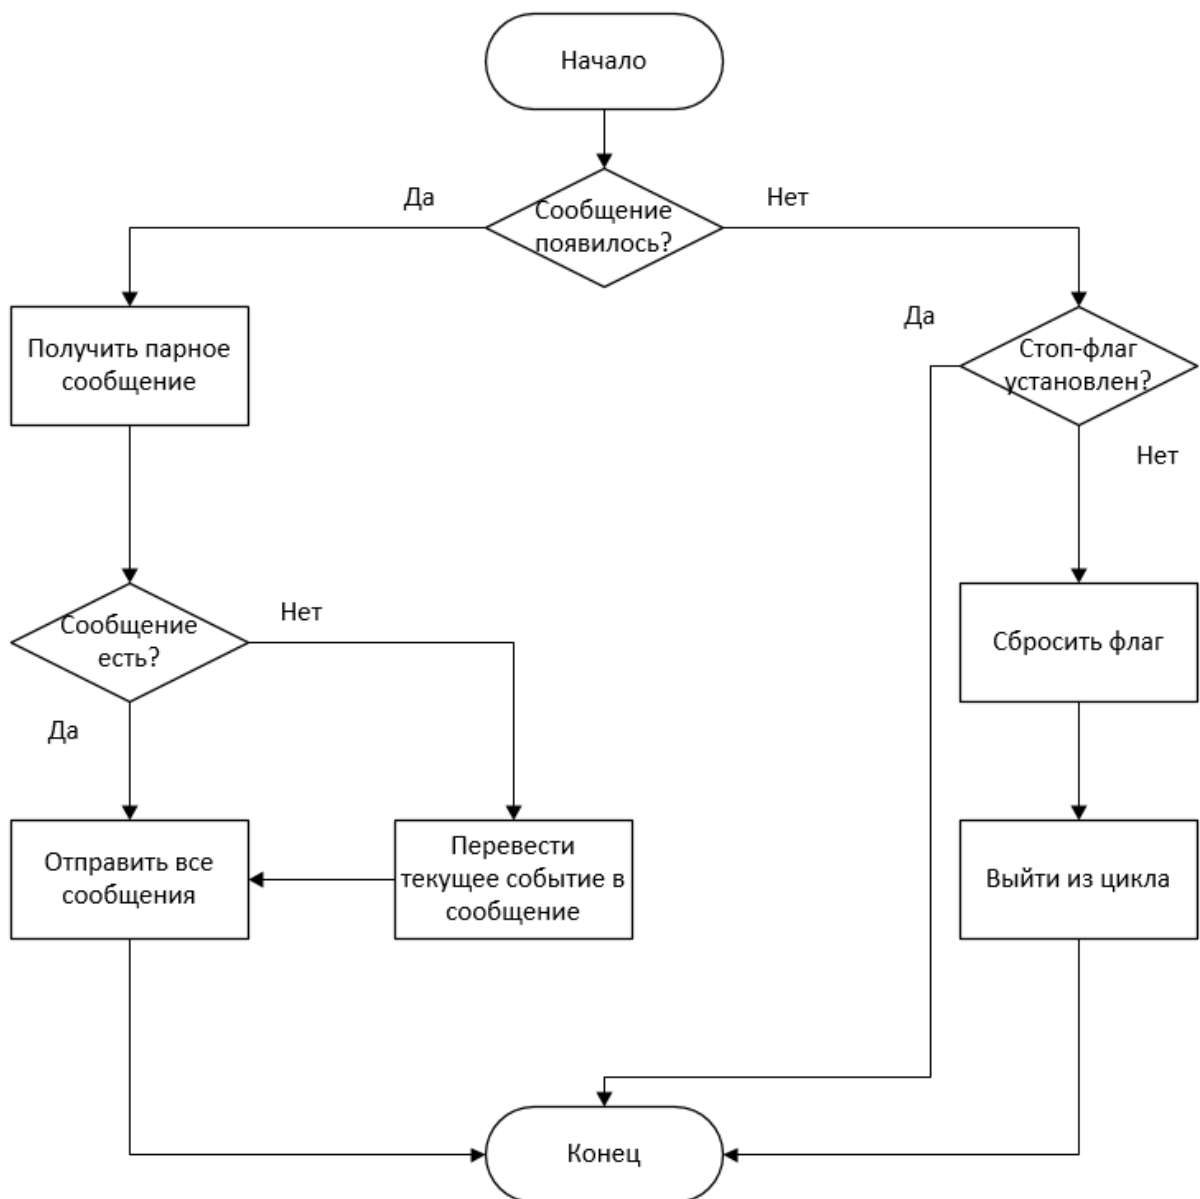 Начало
Да
Нет
Сообщение
появилось?
Получить парное
сообщение
Да
Стоп-флаг
установлен?
Нет
Сообщение
есть?
Нет
Да
Сбросить флаг
Отправить все
сообщения
Перевести
текущее событие в
сообщение
Выйти из цикла
Конец